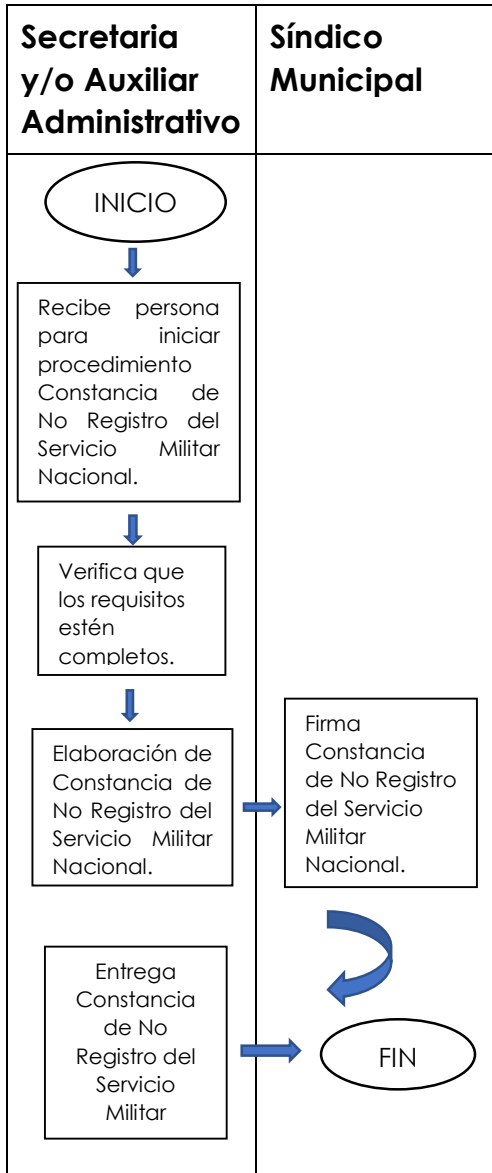 Secretaria
y/o Auxiliar
Administrativo
Síndico
Municipal
INICIO
Recibe persona
para iniciar
procedimiento
Constancia de
No Registro del
Servicio Militar
Nacional.
Verifica que
los requisitos
estén
completos.
Elaboración de
Constancia de
No Registro del
Servicio Militar
Nacional.
Firma
Constancia
de No Registro
del Servicio
Militar
Nacional.
Entrega
Constancia
de No
Registro del
Servicio
Militar
FIN